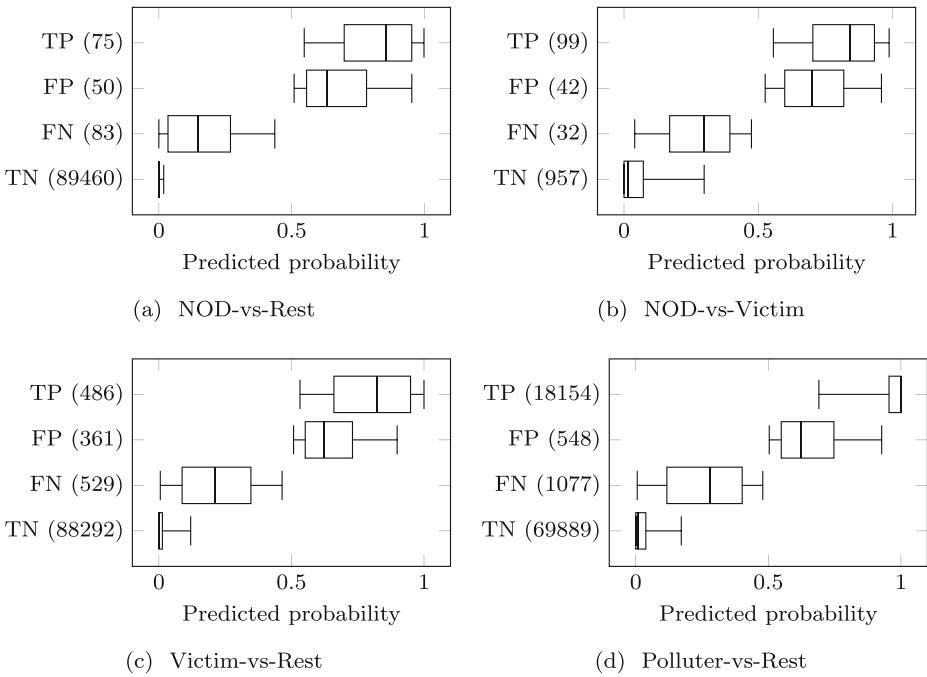 TP (75)
FP (50)
FN (83)
TN (89460)
0 0.5 1
Predicted probability
(a) NOD-vs-Rest
TP (99)
FP (42)
FN (32)
TN (957)
0 0.5 1
Predicted probability
(b) NOD-vs-Victim
TP (486)
FP (361)
FN (529)
TN (88292)
0 0.5 1
Predicted probability
(c) Victim-vs-Rest
TP (18154)
FP (548)
FN (1077)
TN (69889)
0 0.5 1
Predicted probability
(d) Polluter-vs-Rest